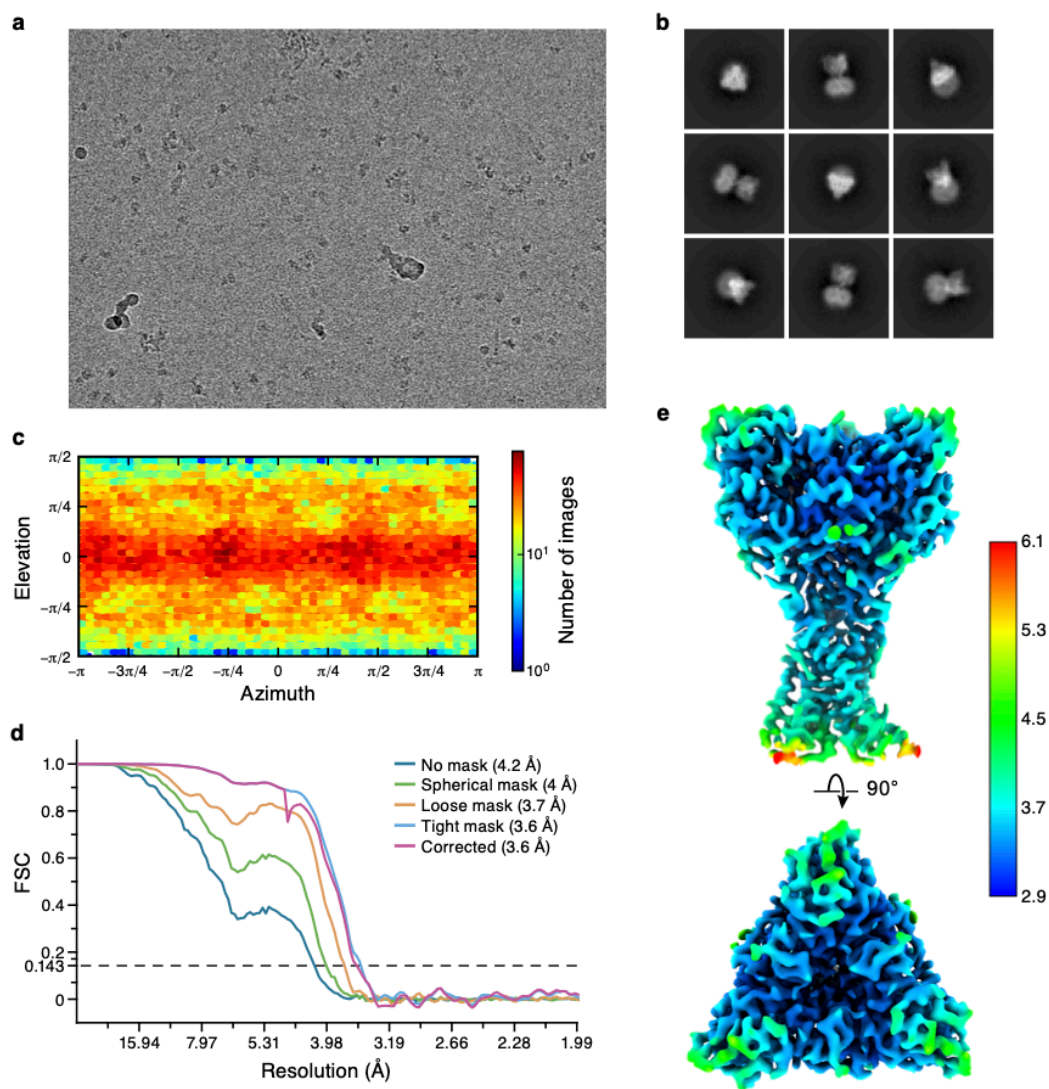 a
b
c
π/2
π/4
0
−π/4
−π/2
Elevation
−π
−3π/4
−π/2
−π/4
0
π/4
π/2
3π/4
π
Azimuth
10¹
10⁰
Number of images
d
1.0
0.8
0.6
0.4
0.2
0.143
0
FSC
No mask (4.2 Å)
Spherical mask (4 Å)
Loose mask (3.7 Å)
Tight mask (3.6 Å)
Corrected (3.6 Å)
15.94
7.97
5.31
3.98
3.19
2.66
2.28
1.99
Resolution (Å)
e
90°
6.1
5.3
4.5
3.7
2.9